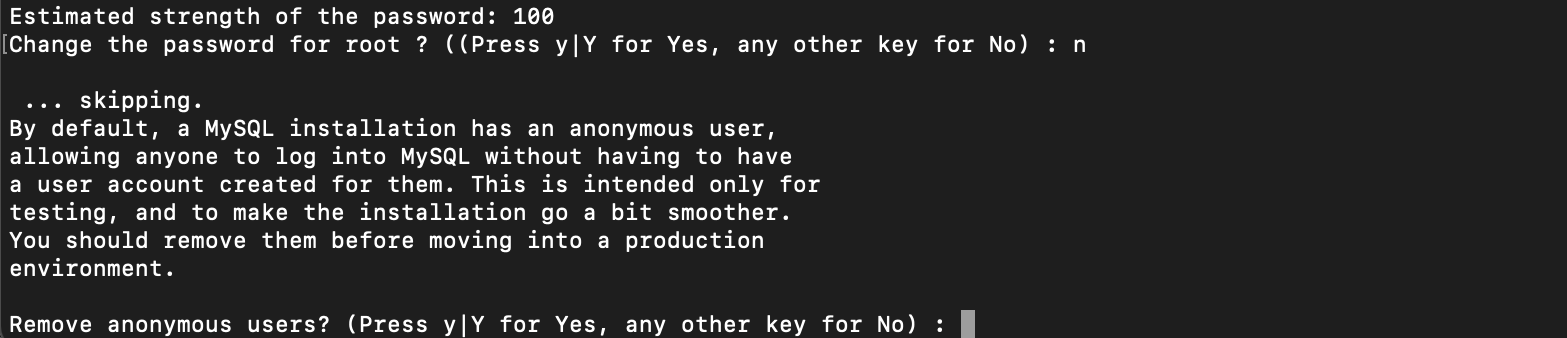 Estimated strength of the password: 100
[Change the password for root ? ((Press y|Y for Yes, any other key for No) : n
... skipping.
By default, a MySQL installation has an anonymous user,
allowing anyone to log into MySQL without having to have
a user account created for them. This is intended only for
testing, and to make the installation go a bit smoother.
You should remove them before moving into a production
environment.
Remove anonymous users? (Press y|Y for Yes, any other key for No) :